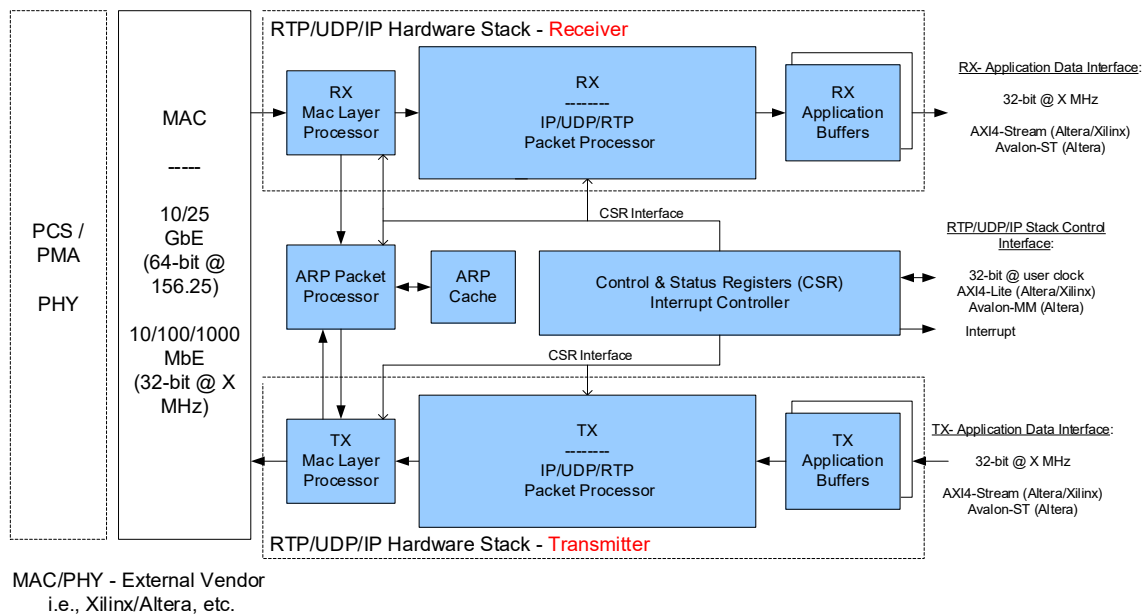 RTP/UDP/IP Hardware Stack - Receiver
PCS /
PMA
PHY
MAC
-----
10/25
GbE
(64-bit @
156.25)
10/100/1000
MbE
(32-bit @ X
MHz)
RX
Mac Layer
Processor
RX
--------
IP/UDP/RTP
Packet Processor
RX
Application
Buffers
RX- Application Data Interface:
32-bit @ X MHz
AXI4-Stream (Altera/Xilinx)
Avalon-ST (Altera)
CSR Interface
ARP Packet
Processor
ARP
Cache
Control & Status Registers (CSR)
Interrupt Controller
RTP/UDP/IP Stack Control
Interface:
32-bit @ user clock
AXI4-Lite (Altera/Xilinx)
Avalon-MM (Altera)
Interrupt
CSR Interface
TX
Mac Layer
Processor
TX
--------
IP/UDP/RTP
Packet Processor
TX
Application
Buffers
TX- Application Data Interface:
32-bit @ X MHz
AXI4-Stream (Altera/Xilinx)
Avalon-ST (Altera)
RTP/UDP/IP Hardware Stack - Transmitter
MAC/PHY - External Vendor
i.e., Xilinx/Altera, etc.